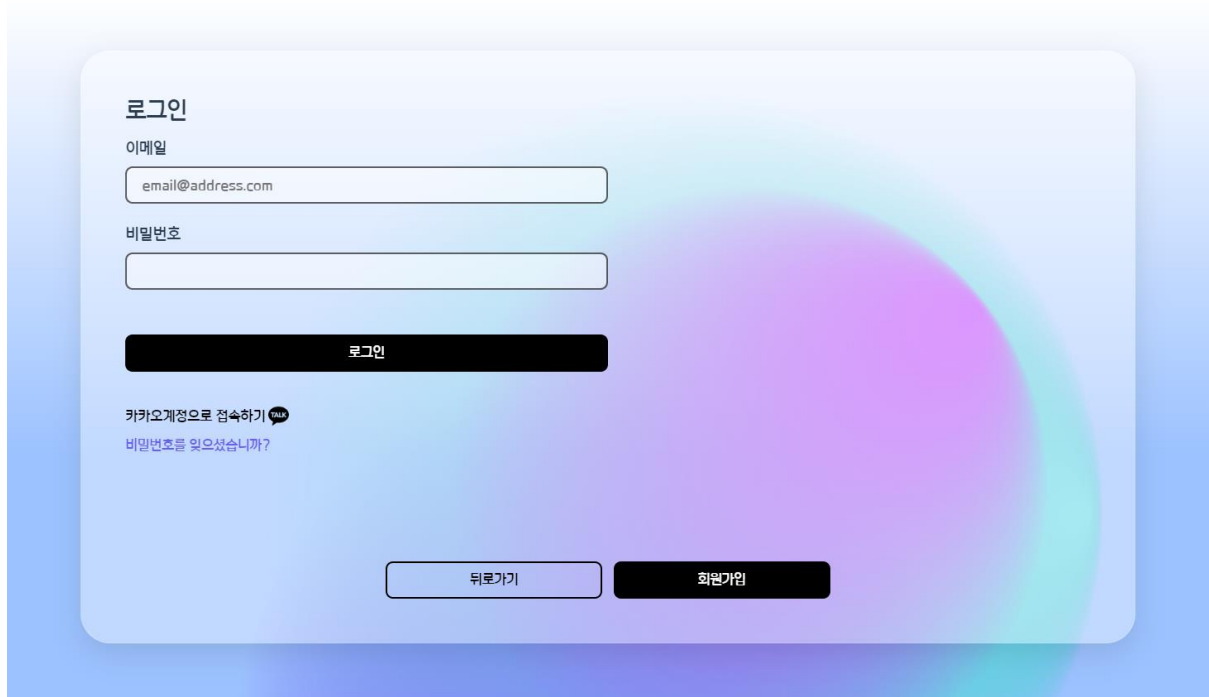 로그인
이메일
email@address.com
비밀번호
로그인
카카오계정으로 접속하기 TALK
비밀번호를 잊으셨습니까?
뒤로가기 회원가입